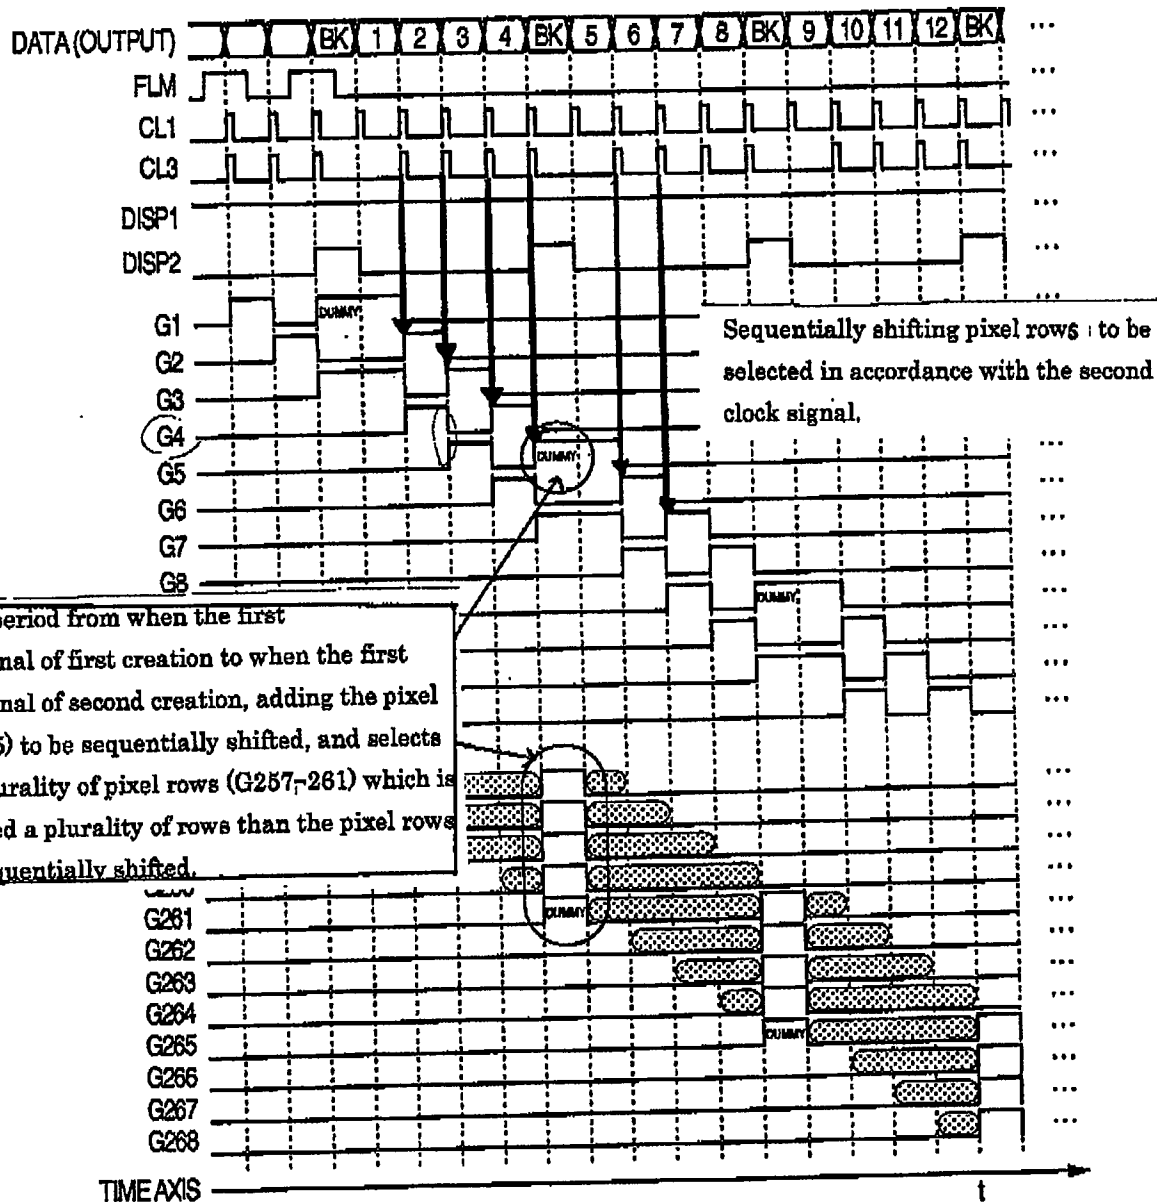 DATA(OUTPUT) BK 1 2 3 4 BK 5 6 7 8 BK 9 10 11 12 BK ...
FLM ...
CL1 ...
CL3 ...
DISP1 ...
DISP2 ...
G1 DUMMY
G2
G3
G4 ...
G5 DUMMY ...
G6 ...
G7 ...
G8 ...
Sequentially shifting pixel rows to be
selected in accordance with the second
clock signal.
DUMMY
period from when the first
nal of first creation to when the first
nal of second creation, adding the pixel
5) to be sequentially shifted, and selects
urality of pixel rows (G257-261) which is
ed a plurality of rows than the pixel rows
quentially shifted.
G261 DUMMY ...
G262 ...
G263 ...
G264 ...
G265 DUMMY ...
G266 ...
G267 ...
G268 ...
TIME AXIS t